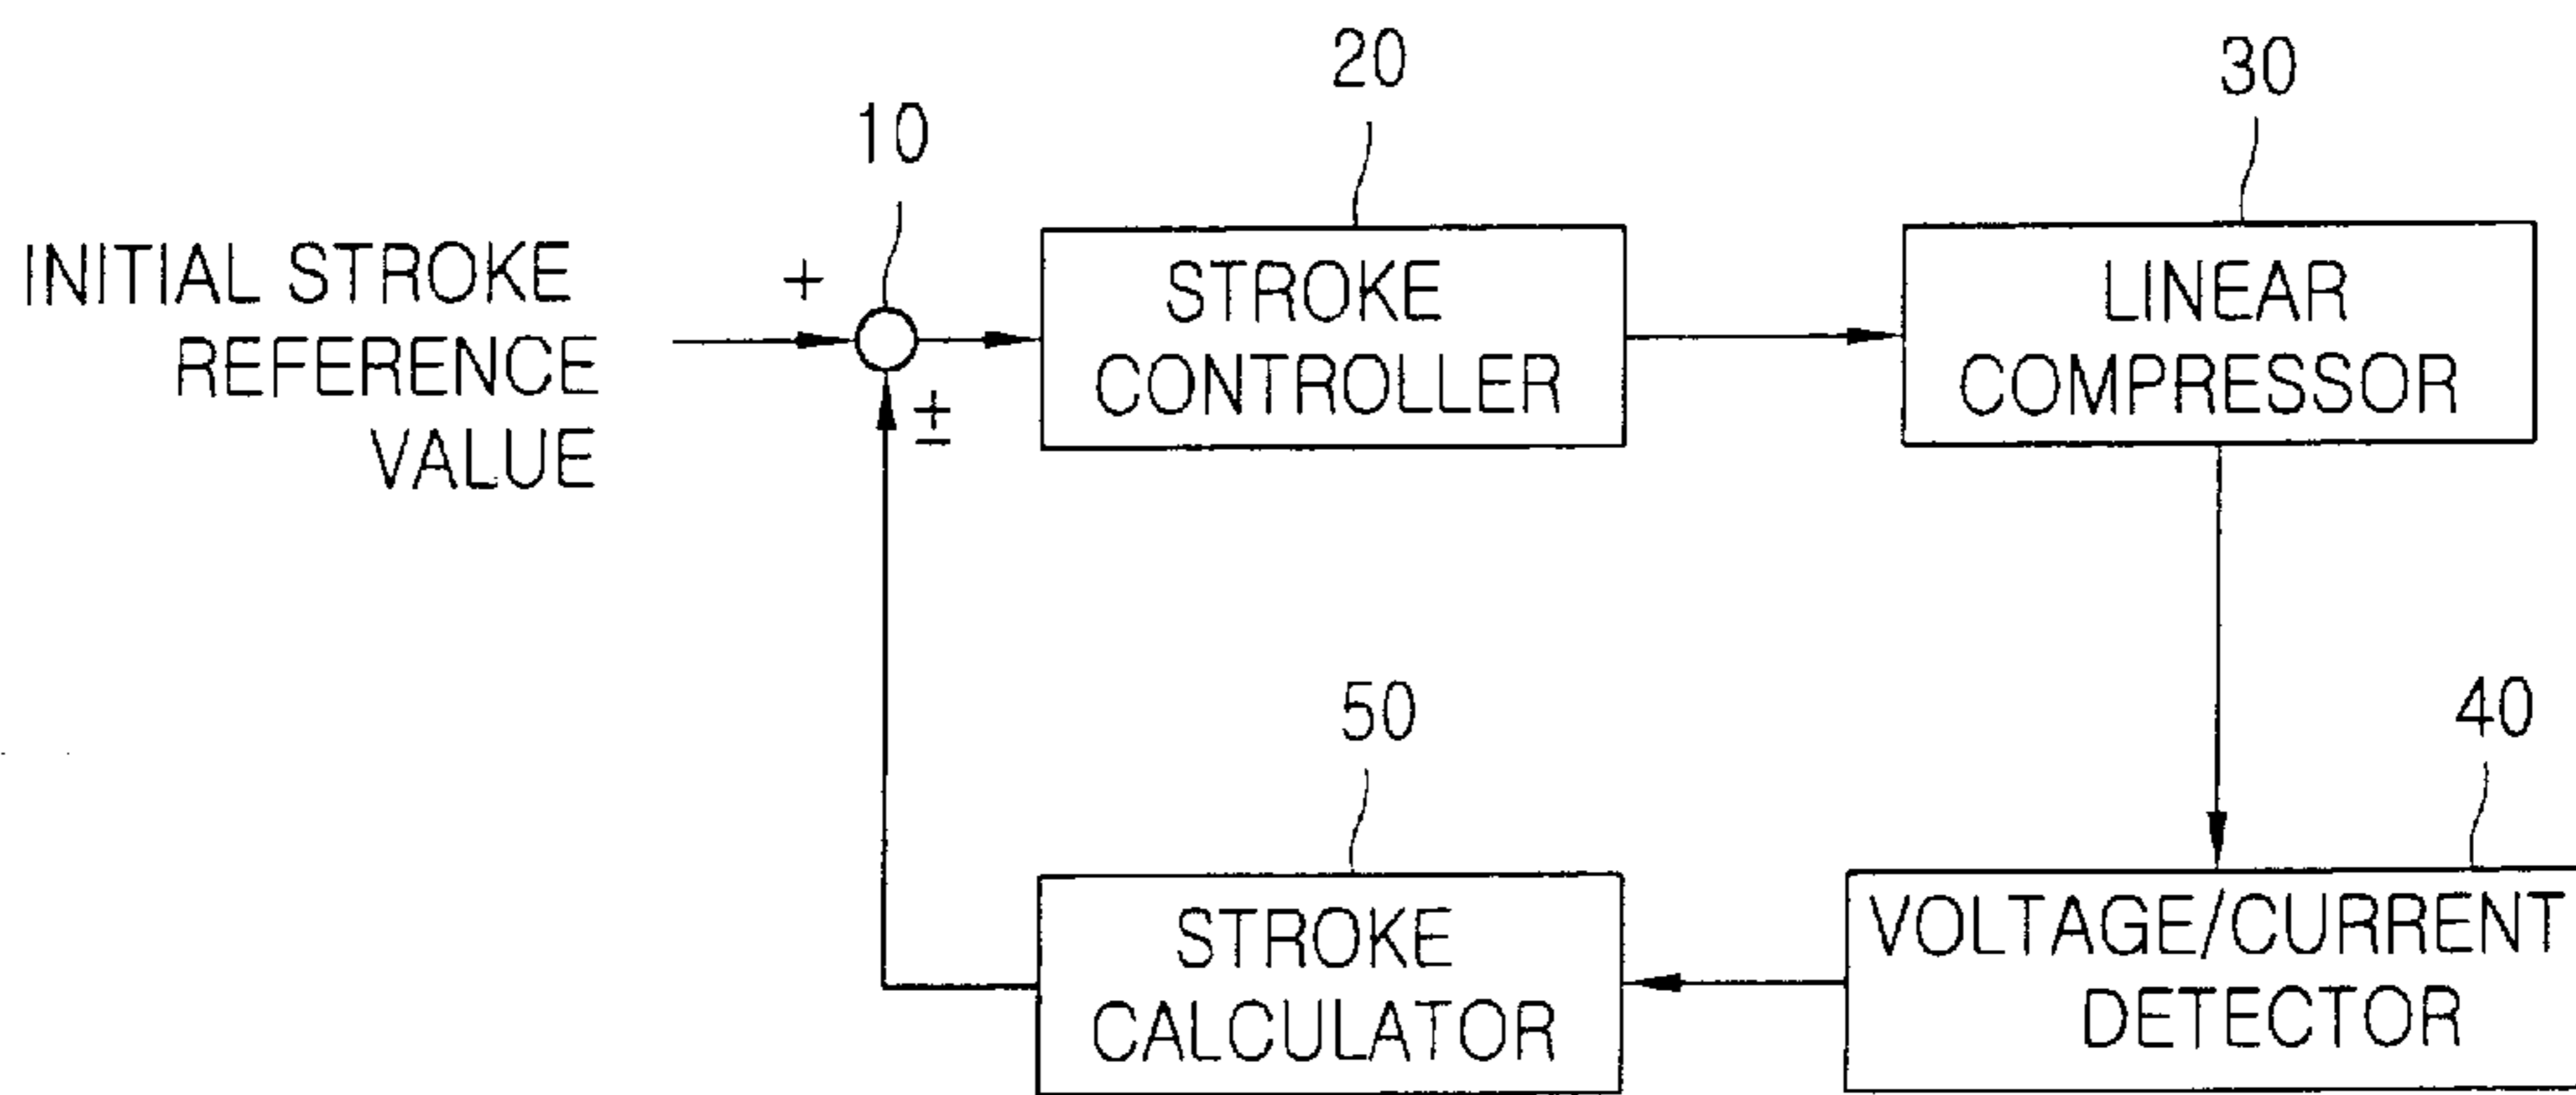 20
30
10
INITIAL STROKE
REFERENCE
VALUE
+
±
STROKE
CONTROLLER
LINEAR
COMPRESSOR
50
40
STROKE
CALCULATOR
VOLTAGE/CURRENT
DETECTOR